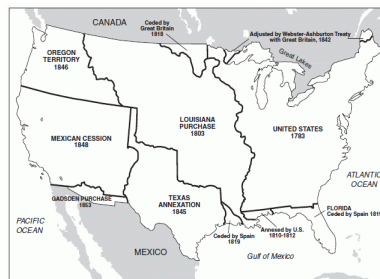 CANADA
Ceded by
Great Britain
1818
Adjusted by Webster-Ashburton Treaty
with Great Britain, 1842
OREGON
TERRITORY
1846
Great Lakes
LOUISIANA
PURCHASE
1803
UNITED STATES
1783
MEXICAN CESSION
1848
ATLANTIC
OCEAN
GADSDEN PURCHASE
1853
TEXAS
ANNEXATION
1845
FLORIDA
Ceded by Spain 1819
PACIFIC
OCEAN
Ceded by Spain
1819
Annexed by U.S.
1810-1812
MEXICO
Gulf of Mexico